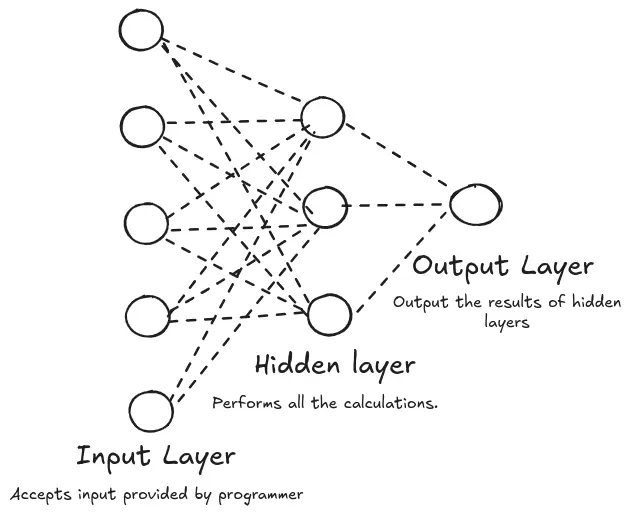 Output Layer
Output the results of hidden
layers
Hidden layer
Performs all the calculations.
Input Layer
Accepts input provided by programmer